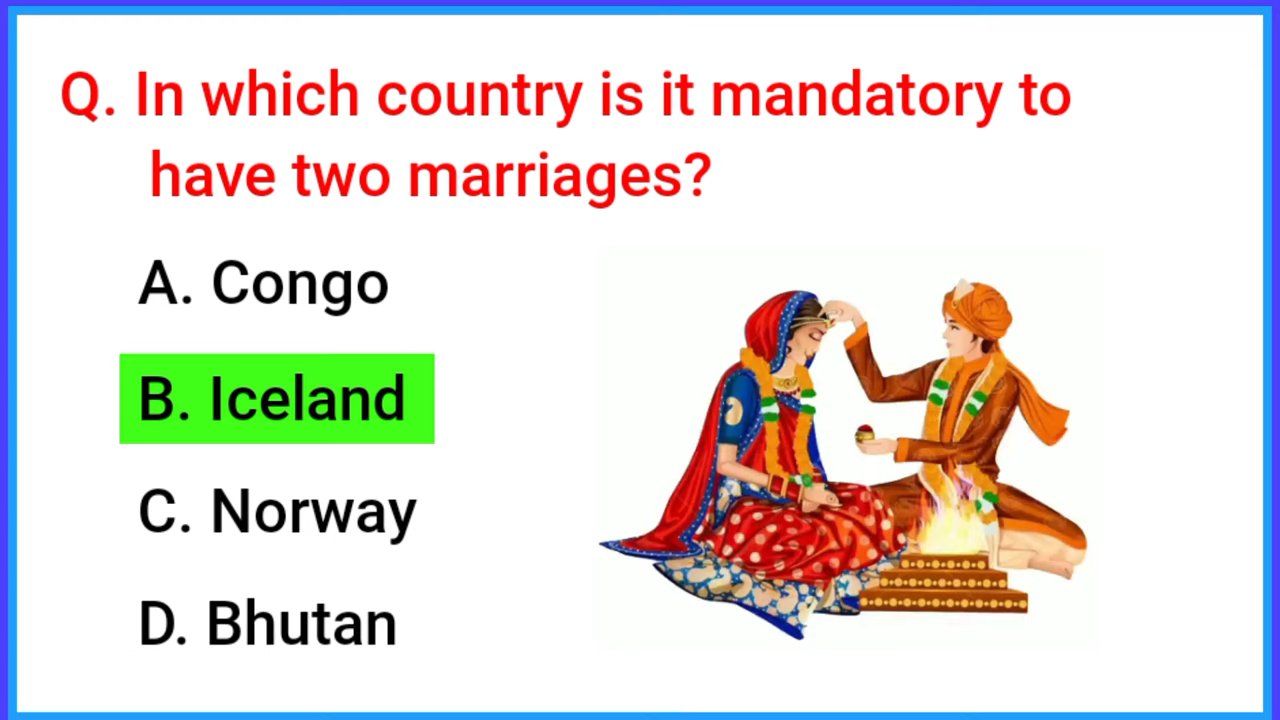 Q. In which country is it mandatory to
have two marriages?
A. Congo
B. Iceland
C. Norway
D. Bhutan